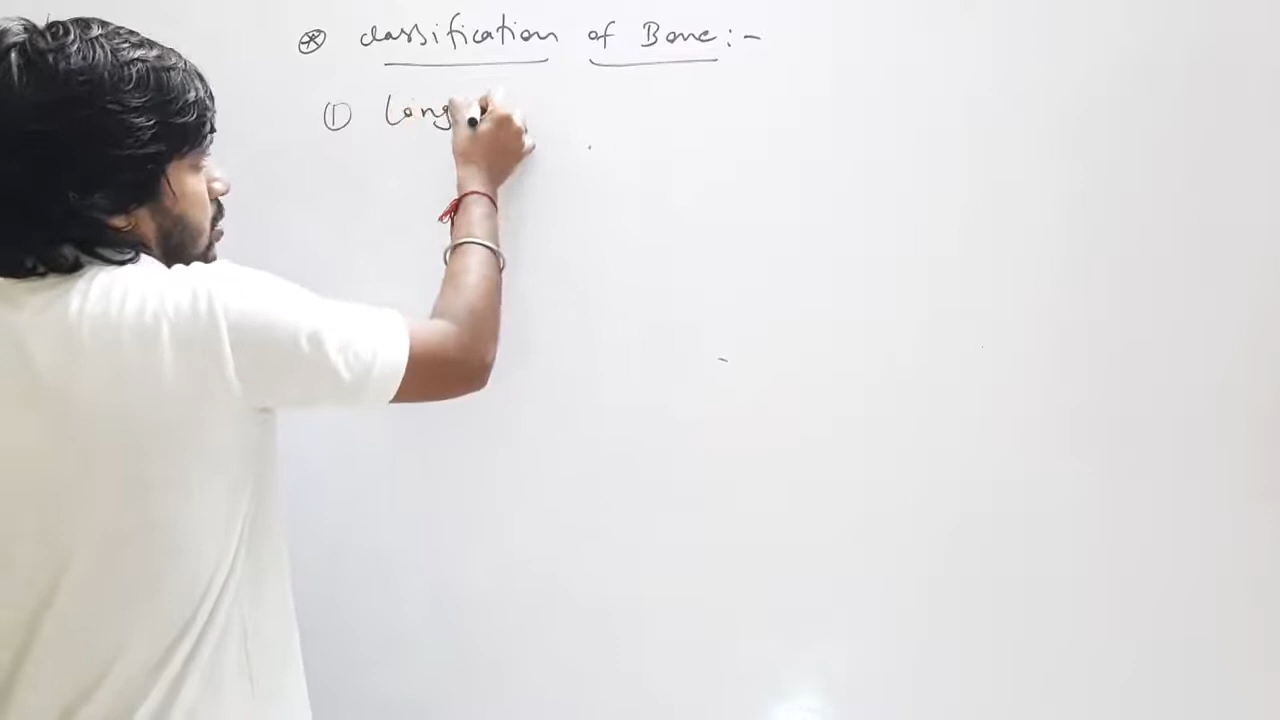 ⊛ classification of Bone:-
① Long